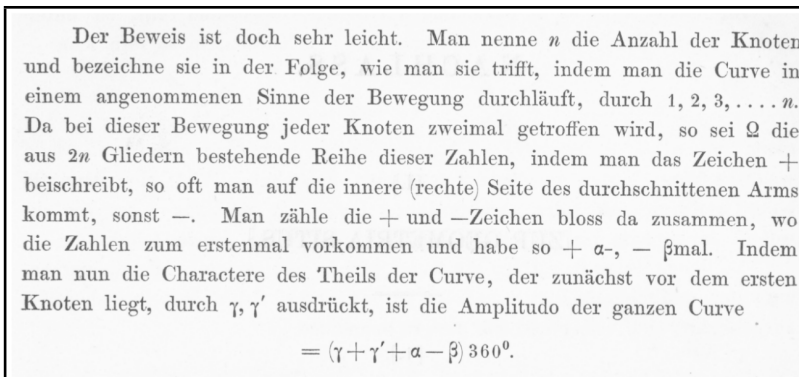 Der Beweis ist doch sehr leicht. Man nenne n die Anzahl der Knoten
und bezeichne sie in der Folge, wie man sie trifft, indem man die Curve in
einem angenommenen Sinne der Bewegung durchläuft, durch 1, 2, 3, . . . . n.
Da bei dieser Bewegung jeder Knoten zweimal getroffen wird, so sei Ω die
aus 2n Gliedern bestehende Reihe dieser Zahlen, indem man das Zeichen +
beischreibt, so oft man auf die innere (rechte) Seite des durchschnittenen Arms
kommt, sonst —. Man zähle die + und —Zeichen bloss da zusammen, wo
die Zahlen zum erstenmal vorkommen und habe so + α-, — βmal. Indem
man nun die Charactere des Theils der Curve, der zunächst vor dem ersten
Knoten liegt, durch γ, γ′ ausdrückt, ist die Amplitudo der ganzen Curve
= (γ + γ′ + α — β) 360⁰.